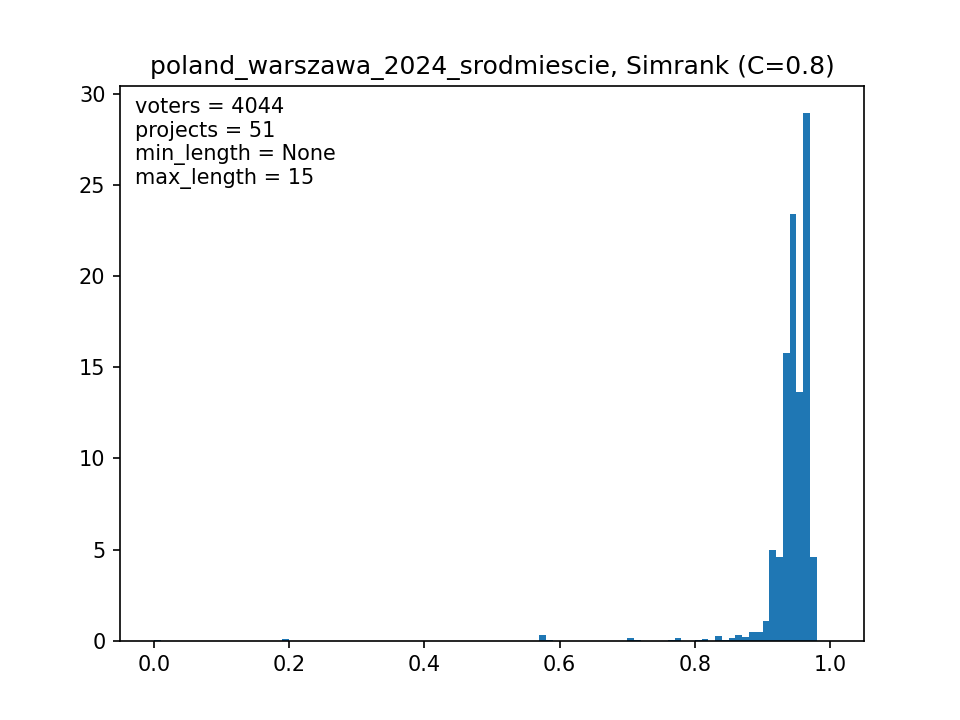 poland_warszawa_2024_srodmiescie, Simrank (C=0.8)
voters = 4044
projects = 51
min_length = None
max_length = 15
30
25
20
15
10
5
0
0.0 0.2 0.4 0.6 0.8 1.0